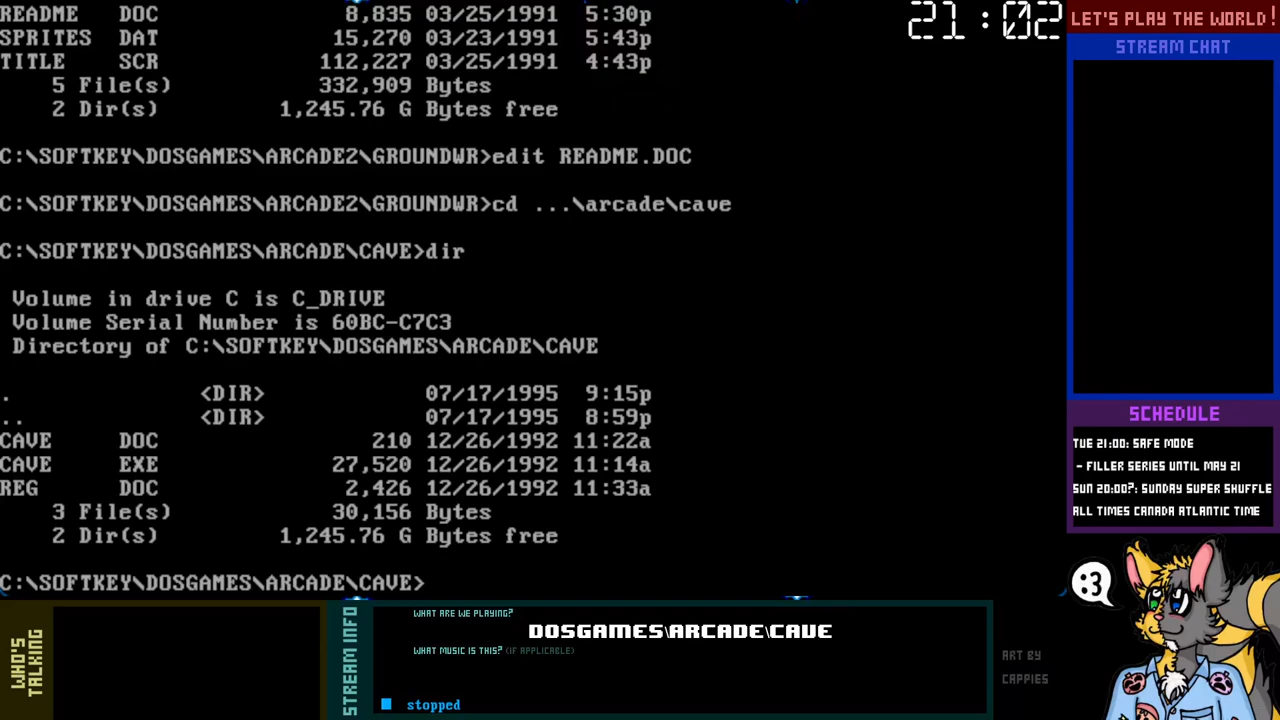 README   DOC   8,835 03/25/1991 5:30p
SPRITES  DAT   15,270 03/23/1991 5:43p
TITLE    SCR   112,227 03/25/1991 4:43p
5 File(s)   332,909 Bytes
2 Dir(s)   1,245.76 G Bytes free
C:\SOFTKEY\DOSGAMES\ARCADE2\GROUNDWR>edit README.DOC
C:\SOFTKEY\DOSGAMES\ARCADE2\GROUNDWR>cd ...\arcade\cave
C:\SOFTKEY\DOSGAMES\ARCADE\CAVE>dir
Volume in drive C is C_DRIVE
Volume Serial Number is 60BC-C7C3
Directory of C:\SOFTKEY\DOSGAMES\ARCADE\CAVE
.   <DIR>   07/17/1995 9:15p
..   <DIR>   07/17/1995 8:59p
CAVE   DOC   210 12/26/1992 11:22a
CAVE   EXE   27,520 12/26/1992 11:14a
REG   DOC   2,426 12/26/1992 11:33a
3 File(s)   30,156 Bytes
2 Dir(s)   1,245.76 G Bytes free
C:\SOFTKEY\DOSGAMES\ARCADE\CAVE>
21:02
LET'S PLAY THE WORLD!
STREAM CHAT
SCHEDULE
TUE 21:00: SAFE MODE
- FILLER SERIES UNTIL MAY 21
SUN 20:00?: SUNDAY SUPER SHUFFLE
ALL TIMES CANADA ATLANTIC TIME
:3
WHO'S
TALKING
STREAM INFO
WHAT ARE WE PLAYING?
DOSGAMES\ARCADE\CAVE
WHAT MUSIC IS THIS? (IF APPLICABLE)
stopped
ART BY
CAPPIES